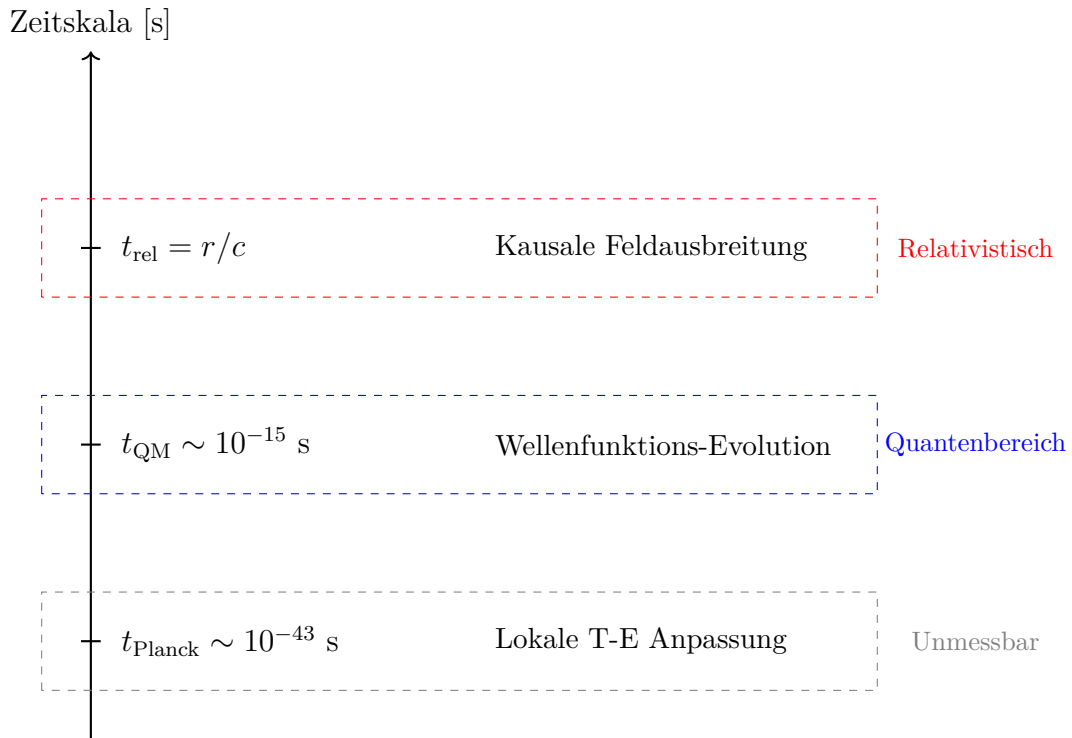 Zeitskala [s]
t_rel = r/c Kausale Feldausbreitung Relativistisch
t_QM ∼ 10⁻¹⁵ s Wellenfunktions-Evolution Quantenbereich
t_Planck ∼ 10⁻⁴³ s Lokale T-E Anpassung Unmessbar